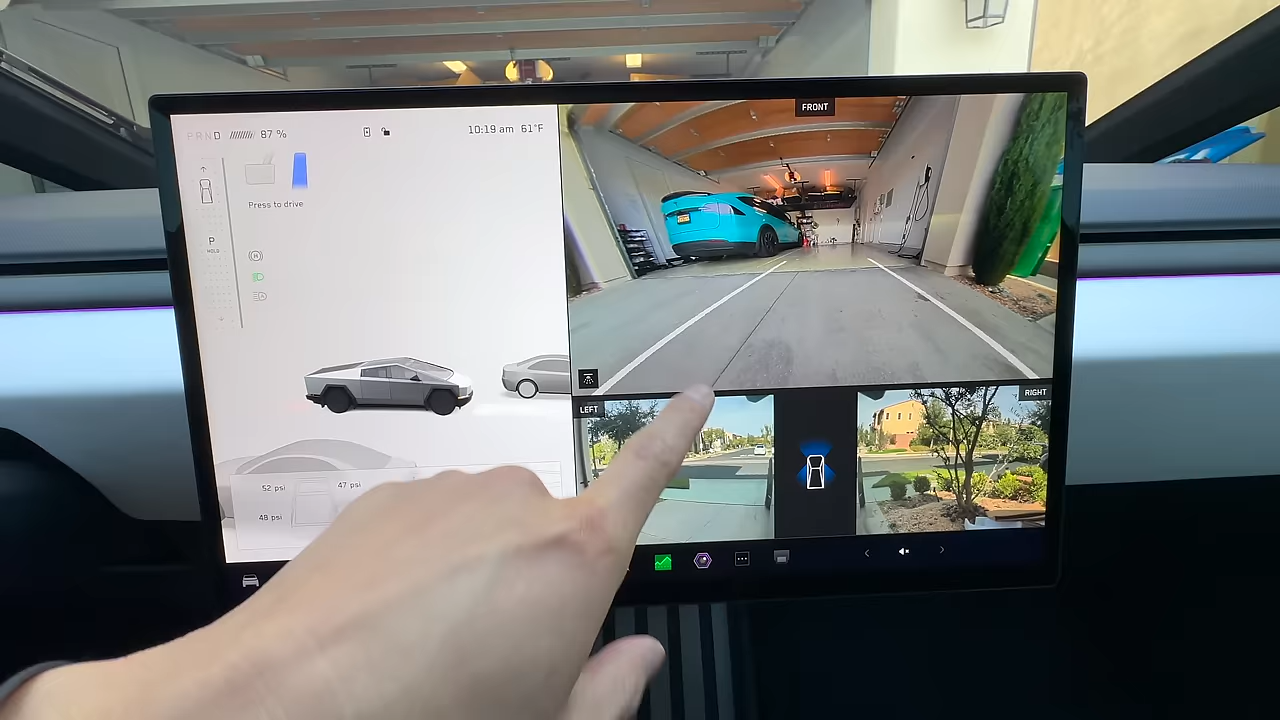 PRND 87 %
10:19 am 61°F
Press to drive
P
HOLD
52 psi
47 psi
48 psi
FRONT
LEFT
RIGHT